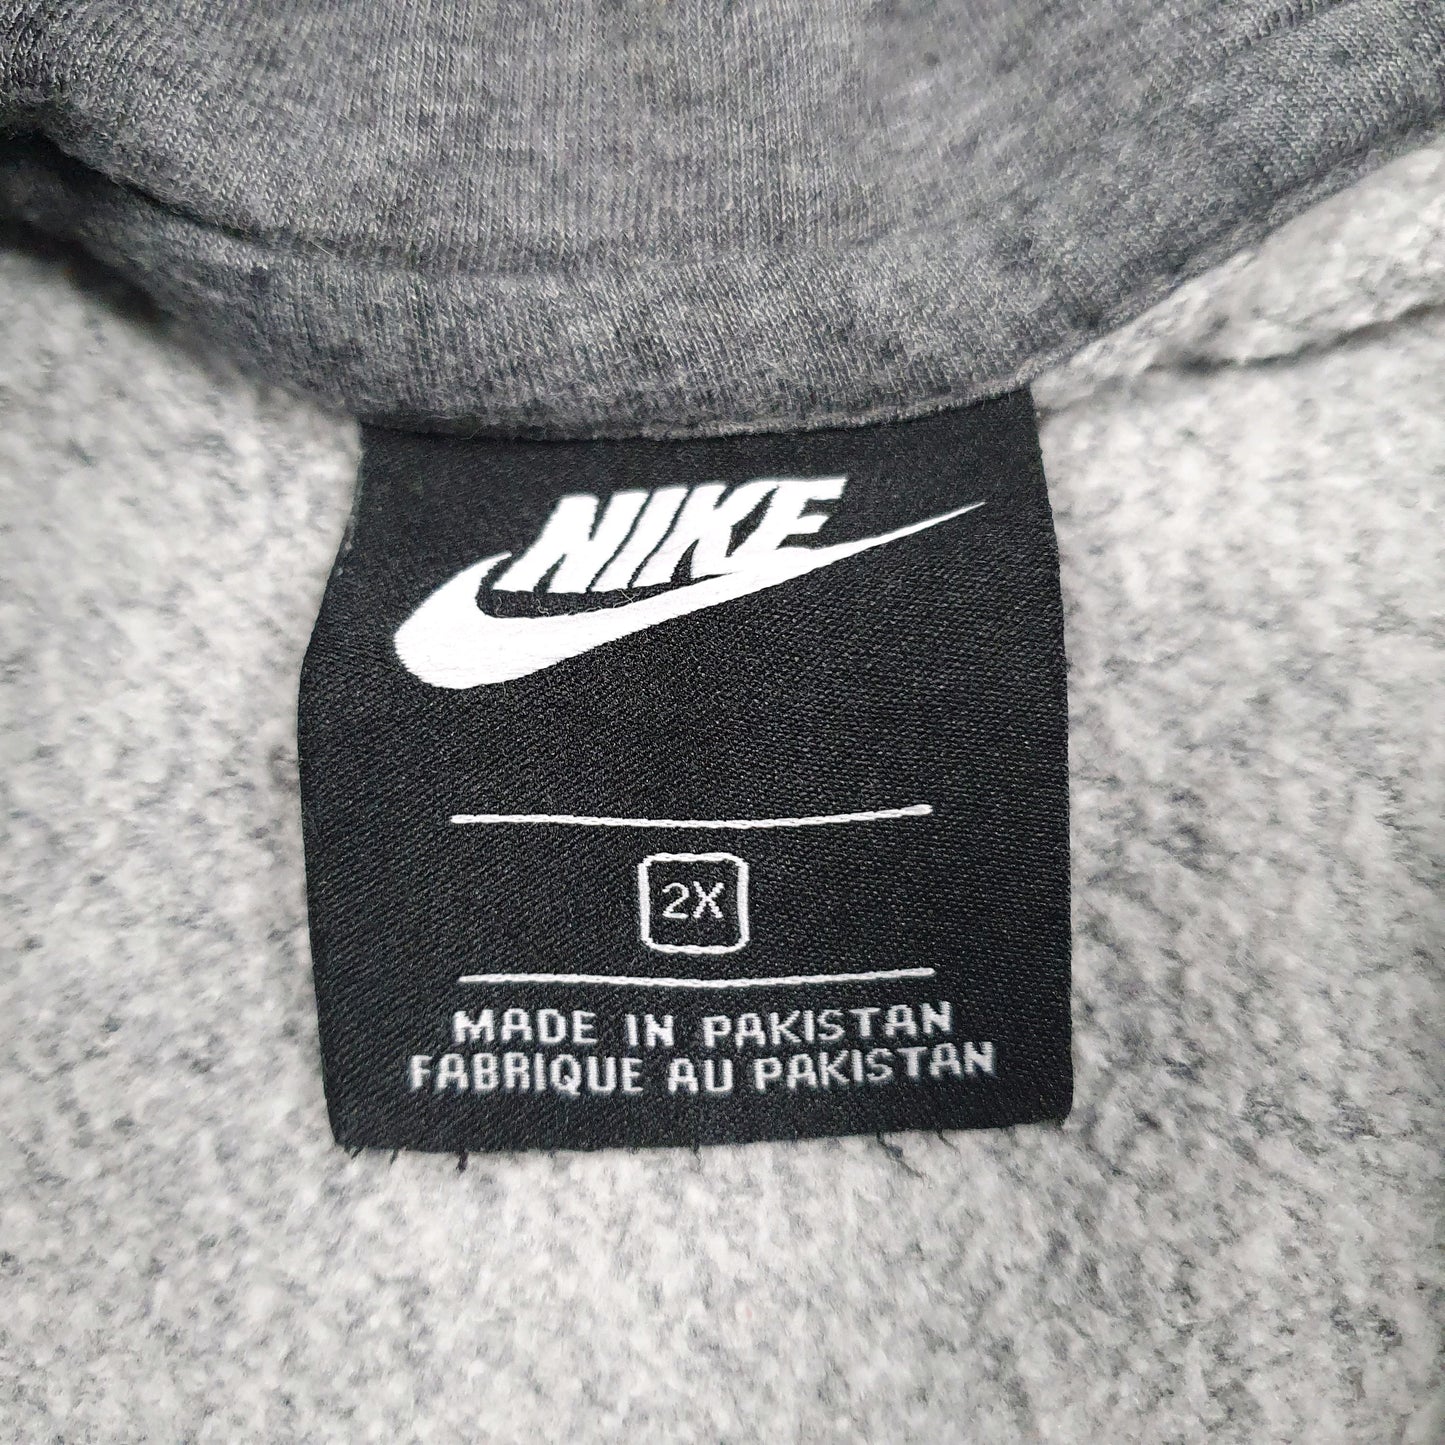 NIKE
2X
MADE IN PAKISTAN
FABRIQUE AU PAKISTAN